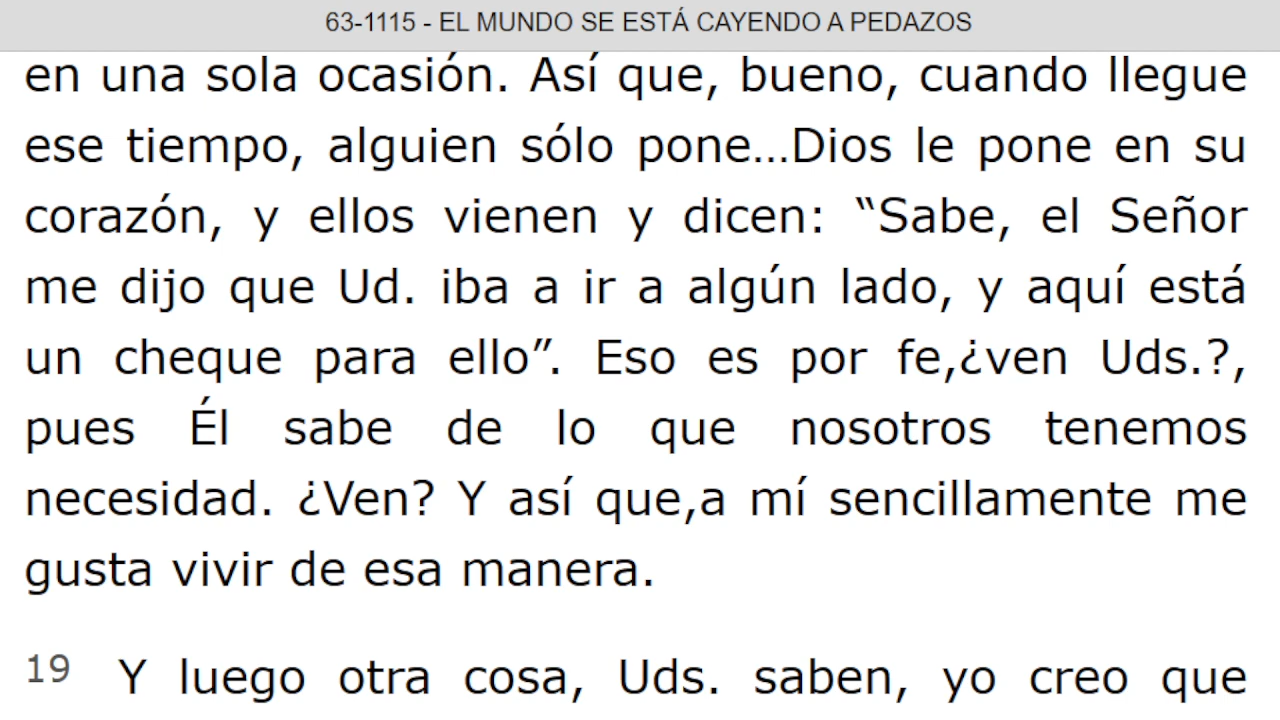 63-1115 - EL MUNDO SE ESTÁ CAYENDO A PEDAZOS
en una sola ocasión. Así que, bueno, cuando llegue
ese tiempo, alguien sólo pone...Dios le pone en su
corazón, y ellos vienen y dicen: “Sabe, el Señor
me dijo que Ud. iba a ir a algún lado, y aquí está
un cheque para ello”. Eso es por fe,¿ven Uds.?,
pues Él sabe de lo que nosotros tenemos
necesidad. ¿Ven? Y así que,a mí sencillamente me
gusta vivir de esa manera.
19 Y luego otra cosa, Uds. saben, yo creo que